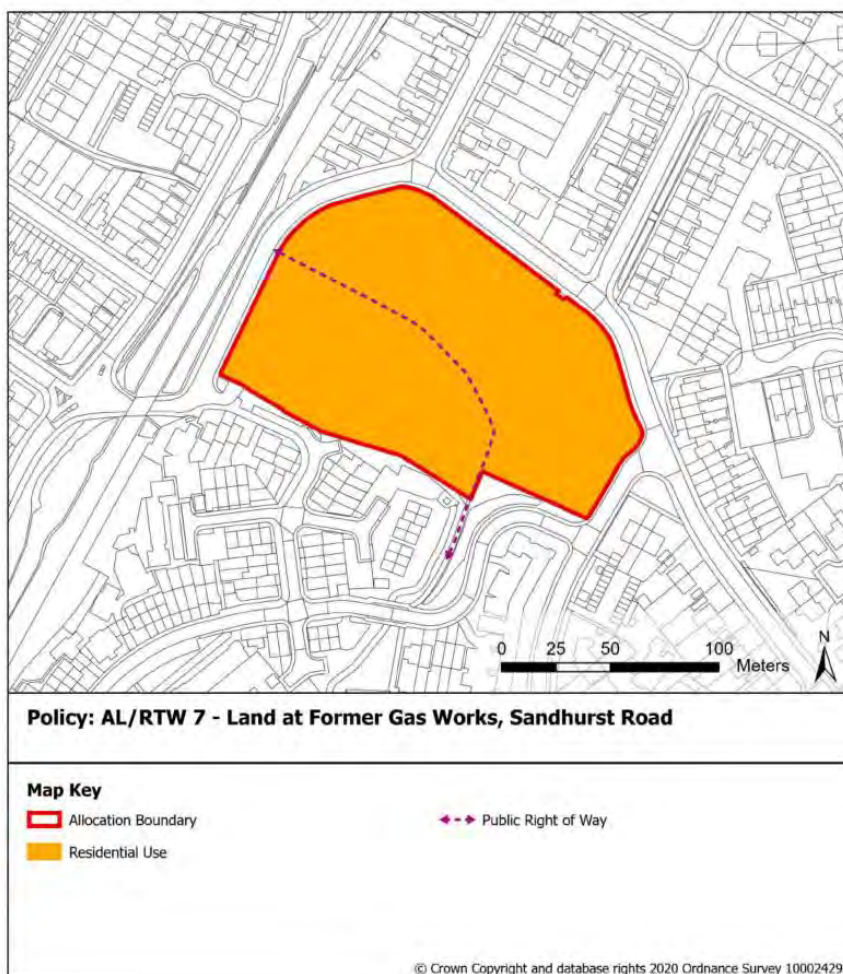 N
0 25 50 100
Meters
Policy: AL/RTW 7 - Land at Former Gas Works, Sandhurst Road
Map Key
Allocation Boundary
Public Right of Way
Residential Use
© Crown Copyright and database rights 2020 Ordnance Survey 10002429